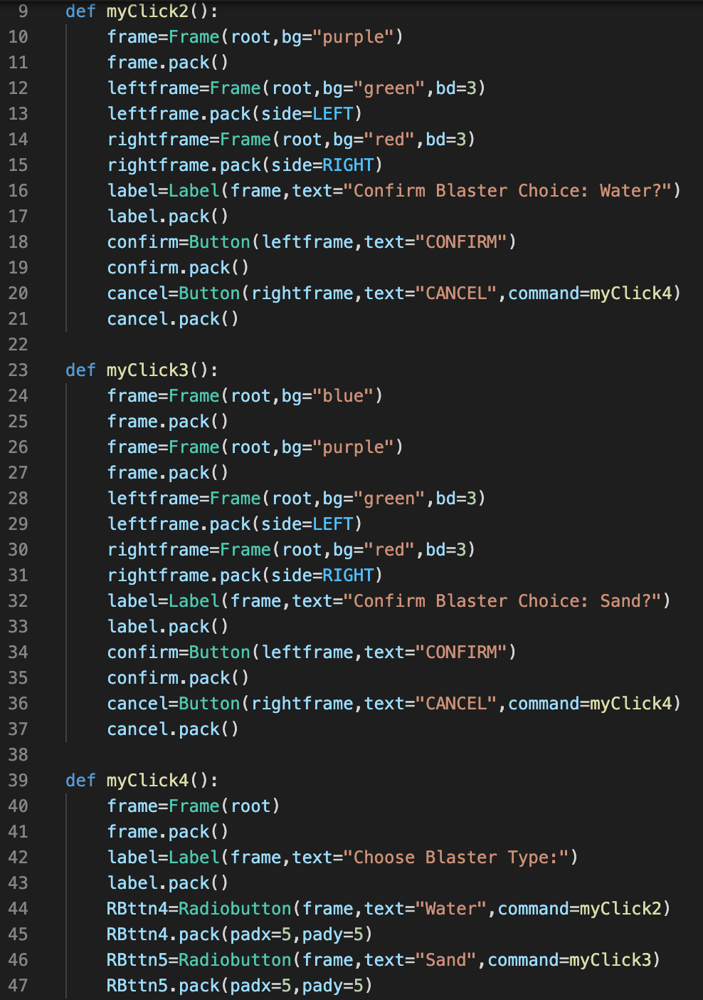 9 def myClick2():
10     frame=Frame(root,bg="purple")
11     frame.pack()
12     leftframe=Frame(root,bg="green",bd=3)
13     leftframe.pack(side=LEFT)
14     rightframe=Frame(root,bg="red",bd=3)
15     rightframe.pack(side=RIGHT)
16     label=Label(frame,text="Confirm Blaster Choice: Water?")
17     label.pack()
18     confirm=Button(leftframe,text="CONFIRM")
19     confirm.pack()
20     cancel=Button(rightframe,text="CANCEL",command=myClick4)
21     cancel.pack()
22
23 def myClick3():
24     frame=Frame(root,bg="blue")
25     frame.pack()
26     frame=Frame(root,bg="purple")
27     frame.pack()
28     leftframe=Frame(root,bg="green",bd=3)
29     leftframe.pack(side=LEFT)
30     rightframe=Frame(root,bg="red",bd=3)
31     rightframe.pack(side=RIGHT)
32     label=Label(frame,text="Confirm Blaster Choice: Sand?")
33     label.pack()
34     confirm=Button(leftframe,text="CONFIRM")
35     confirm.pack()
36     cancel=Button(rightframe,text="CANCEL",command=myClick4)
37     cancel.pack()
38
39 def myClick4():
40     frame=Frame(root)
41     frame.pack()
42     label=Label(frame,text="Choose Blaster Type:")
43     label.pack()
44     RBttn4=Radiobutton(frame,text="Water",command=myClick2)
45     RBttn4.pack(padx=5,pady=5)
46     RBttn5=Radiobutton(frame,text="Sand",command=myClick3)
47     RBttn5.pack(padx=5,pady=5)